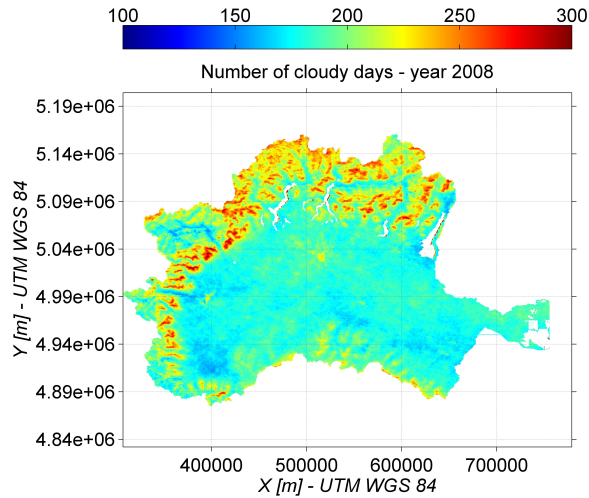 100 150 200 250 300
Number of cloudy days - year 2008
5.19e+06
5.14e+06
5.09e+06
5.04e+06
4.99e+06
4.94e+06
4.89e+06
4.84e+06
Y [m] - UTM WGS 84
400000 500000 600000 700000
X [m] - UTM WGS 84